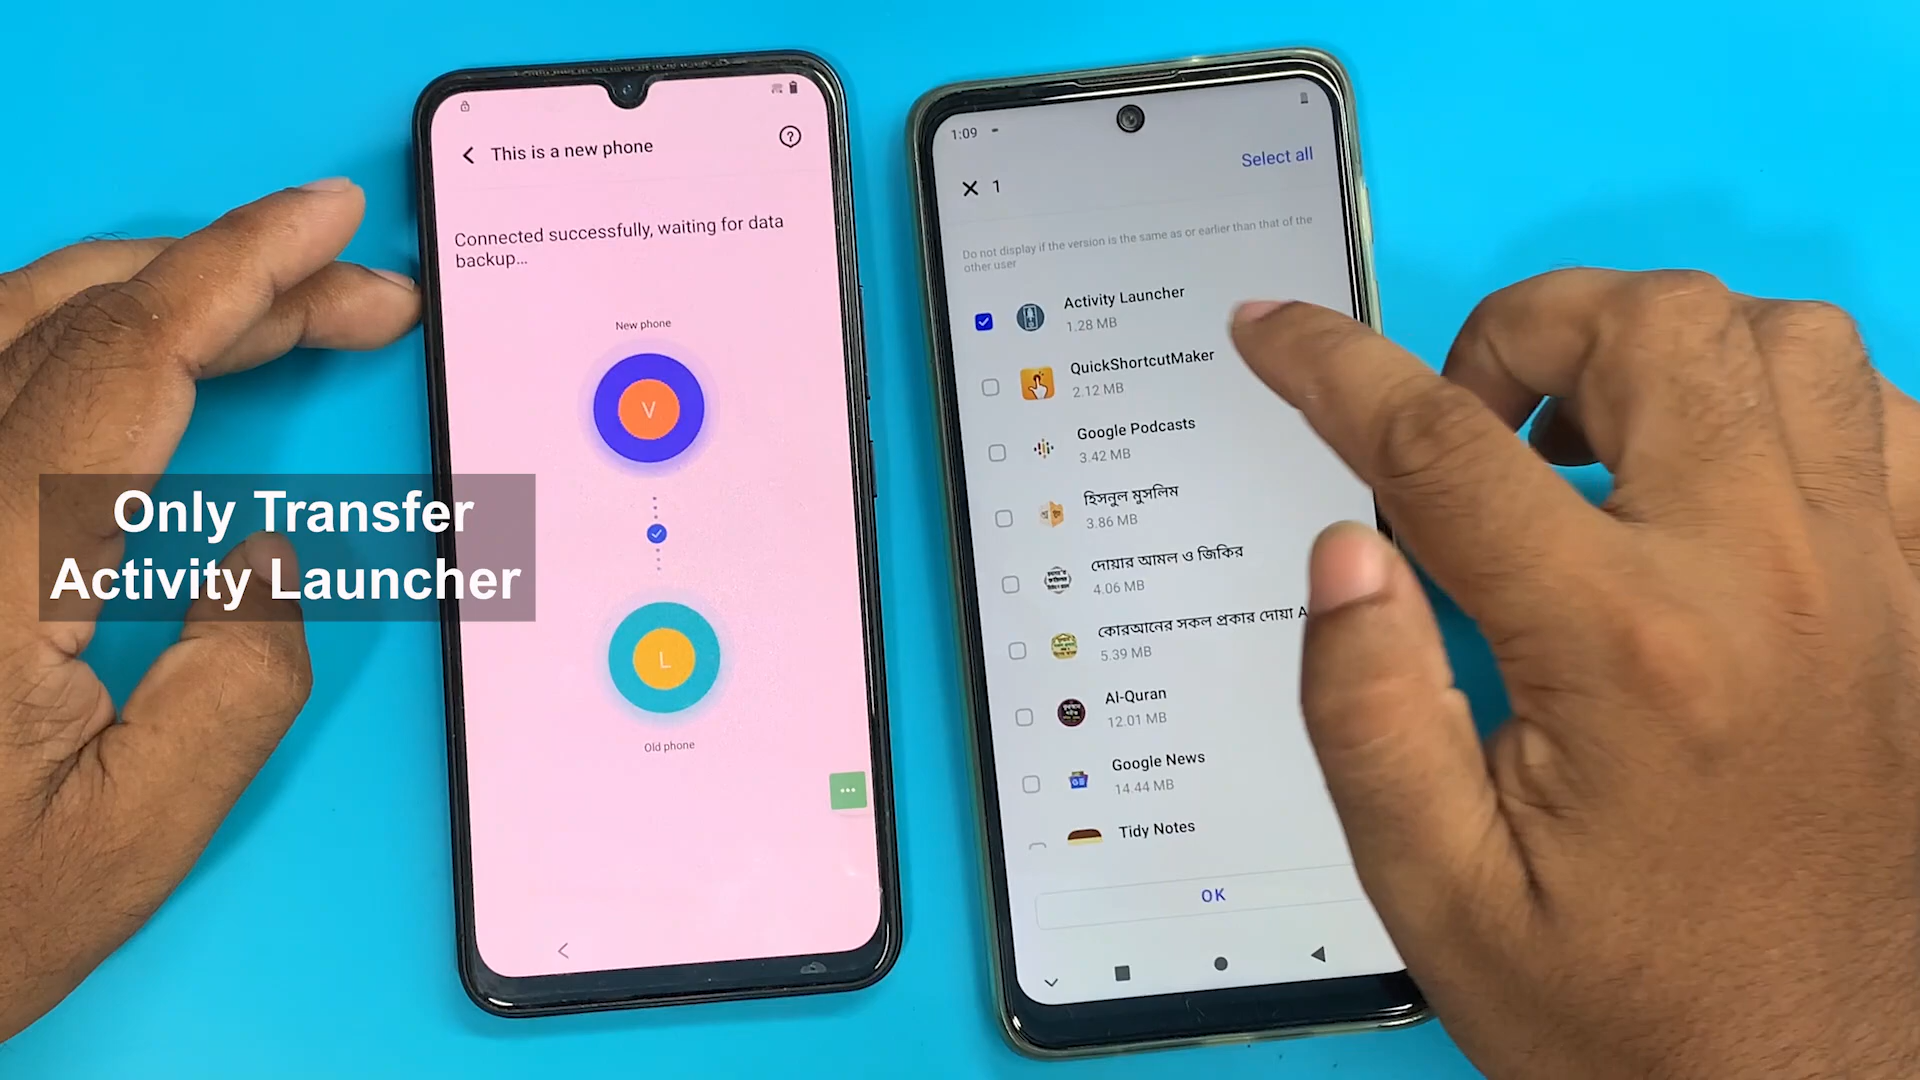 This is a new phone
Connected successfully, waiting for data
backup...
New phone
V
L
Old phone
Only Transfer
Activity Launcher
1:09
Select all
1
Do not display if the version is the same as or earlier than that of the
other user
Activity Launcher
1.28 MB
QuickShortcutMaker
2.12 MB
Google Podcasts
3.42 MB
হিসনুল মুসলিম
3.86 MB
দোয়ার আমল ও জিকির
4.06 MB
কোরআনের সকল প্রকার দোয়া A
5.39 MB
Al-Quran
12.01 MB
Google News
14.44 MB
Tidy Notes
OK